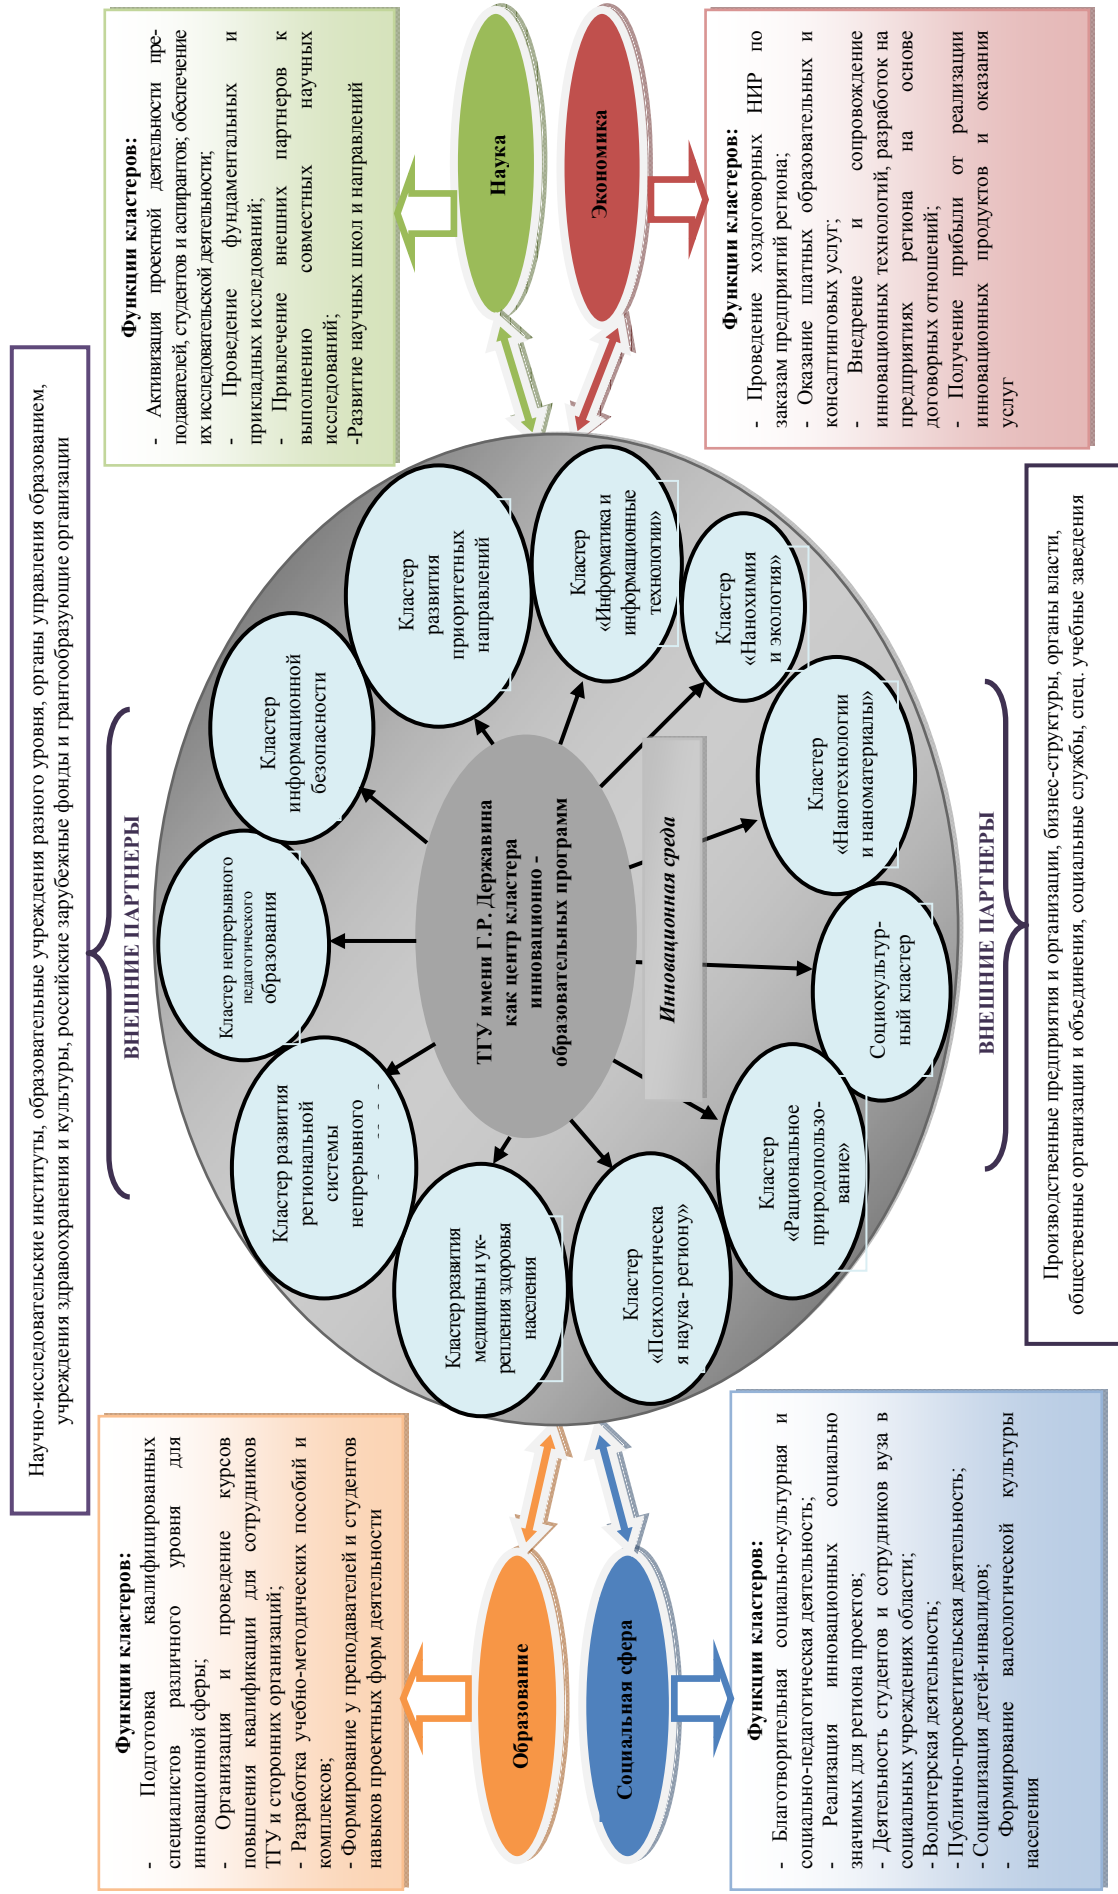 Научно-исследовательские институты, образовательные учреждения разного уровня, органы управления образованием,
учреждения здравоохранения и культуры, российские зарубежные фонды и грантообразующие организации
ВНЕШНИЕ ПАРТНЕРЫ
Функции кластеров:
- Подготовка квалифицированных
специалистов различного уровня для
инновационной сферы;
- Организация и проведение курсов
повышения квалификации для сотрудников
ТГУ и сторонних организаций;
- Разработка учебно-методических пособий и
комплексов;
- Формирование у преподавателей и студентов
навыков проектных форм деятельности
Образование
Функции кластеров:
- Активизация проектной деятельности пре-
подавателей, студентов и аспирантов; обеспечение
их исследовательской деятельности;
- Проведение фундаментальных и
прикладных исследований;
- Привлечение внешних партнеров к
выполнению совместных научных
исследований;
-Развитие научных школ и направлений
Наука
Кластер развития
медицины и ук-
репления здоровья
населения
Кластер развития
региональной
системы
непрерывного
Кластер непрерывного
педагогического
образования
Кластер
информационной
безопасности
Кластер
развития
приоритетных
направлений
Кластер
«Информатика и
информационные
технологии»
ТГУ имени Г.Р. Державина
как центр кластера
инновационно -
образовательных программ
Инновационная среда
Кластер
«Психологическа
я наука- региону»
Кластер
«Рациональное
природопользо-
вание»
Социокультур-
ный кластер
Кластер
«Нанотехнологии
и наноматериалы»
Кластер
«Нанохимия
и экология»
Социальная сфера
Функции кластеров:
- Благотворительная социально-культурная и
социально-педагогическая деятельность;
- Реализация инновационных социально
значимых для региона проектов;
- Деятельность студентов и сотрудников вуза в
социальных учреждениях области;
- Волонтерская деятельность;
- Публично-просветительская деятельность;
- Социализация детей-инвалидов;
- Формирование валеологической культуры
населения
Экономика
Функции кластеров:
- Проведение хоздоговорных НИР по
заказам предприятий региона;
- Оказание платных образовательных и
консалтинговых услуг;
- Внедрение и сопровождение
инновационных технологий, разработок на
предприятиях региона на основе
договорных отношений;
- Получение прибыли от реализации
инновационных продуктов и оказания
услуг
ВНЕШНИЕ ПАРТНЕРЫ
Производственные предприятия и организации, бизнес-структуры, органы власти,
общественные организации и объединения, социальные службы, спец. учебные заведения